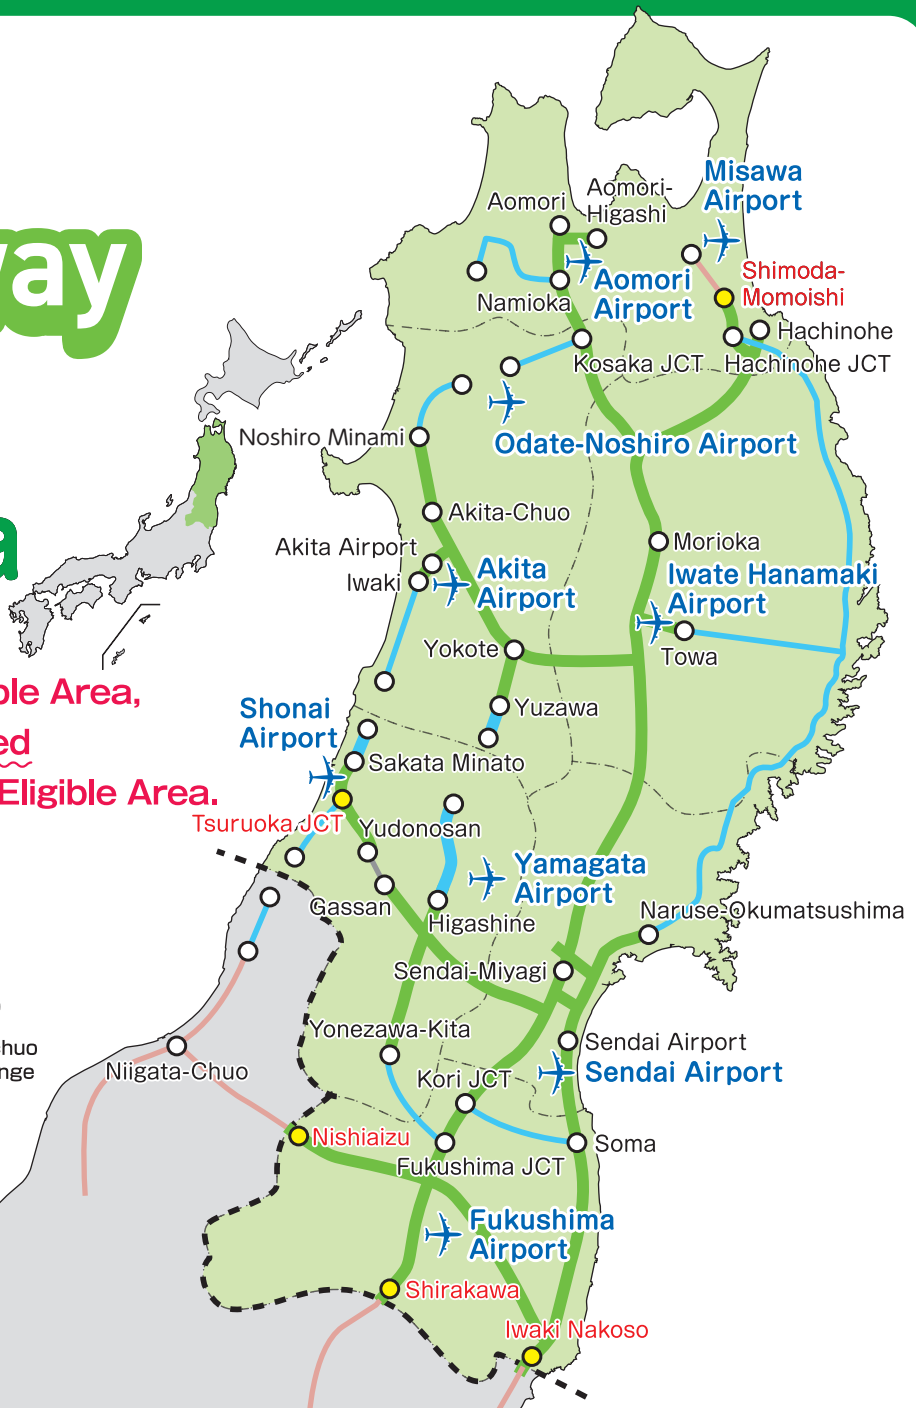 way
a
ble Area,
ed
Eligible Area.
huo
nge
Aomori
Aomori-
Higashi
Misawa
Airport
Shimoda-
Momoishi
Aomori
Airport
Namioka
Hachinohe
Kosaka JCT
Hachinohe JCT
Noshiro Minami
Odate-Noshiro Airport
Akita-Chuo
Morioka
Akita Airport
Iwaki
Akita
Airport
Iwate Hanamaki
Airport
Towa
Yokote
Yuzawa
Shonai
Airport
Sakata Minato
Tsuruoka JCT
Yudonosan
Yamagata
Airport
Gassan
Higashine
Naruse-Okumatsushima
Sendai-Miyagi
Yonezawa-Kita
Sendai Airport
Sendai Airport
Niigata-Chuo
Kori JCT
Nishiaizu
Soma
Fukushima JCT
Fukushima
Airport
Shirakawa
Iwaki Nakoso